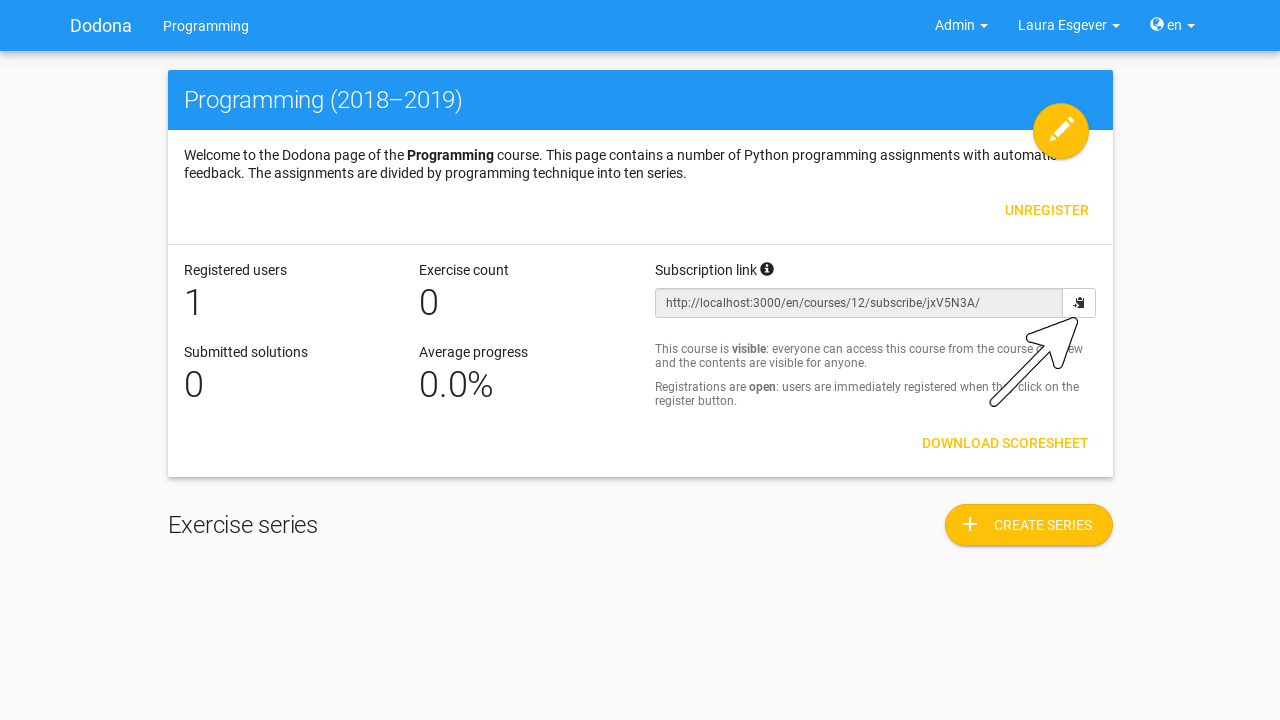 Dodona Programming Admin Laura Esgever en
Programming (2018–2019)
Welcome to the Dodona page of the Programming course. This page contains a number of Python programming assignments with automatic
feedback. The assignments are divided by programming technique into ten series.
UNREGISTER
Registered users
1
Exercise count
0
Subscription link
http://localhost:3000/en/courses/12/subscribe/jxV5N3A/
Submitted solutions
0
Average progress
0.0%
This course is visible: everyone can access this course from the course
and the contents are visible for anyone.
Registrations are open: users are immediately registered when they click on the
register button.
DOWNLOAD SCORESHEET
Exercise series
CREATE SERIES